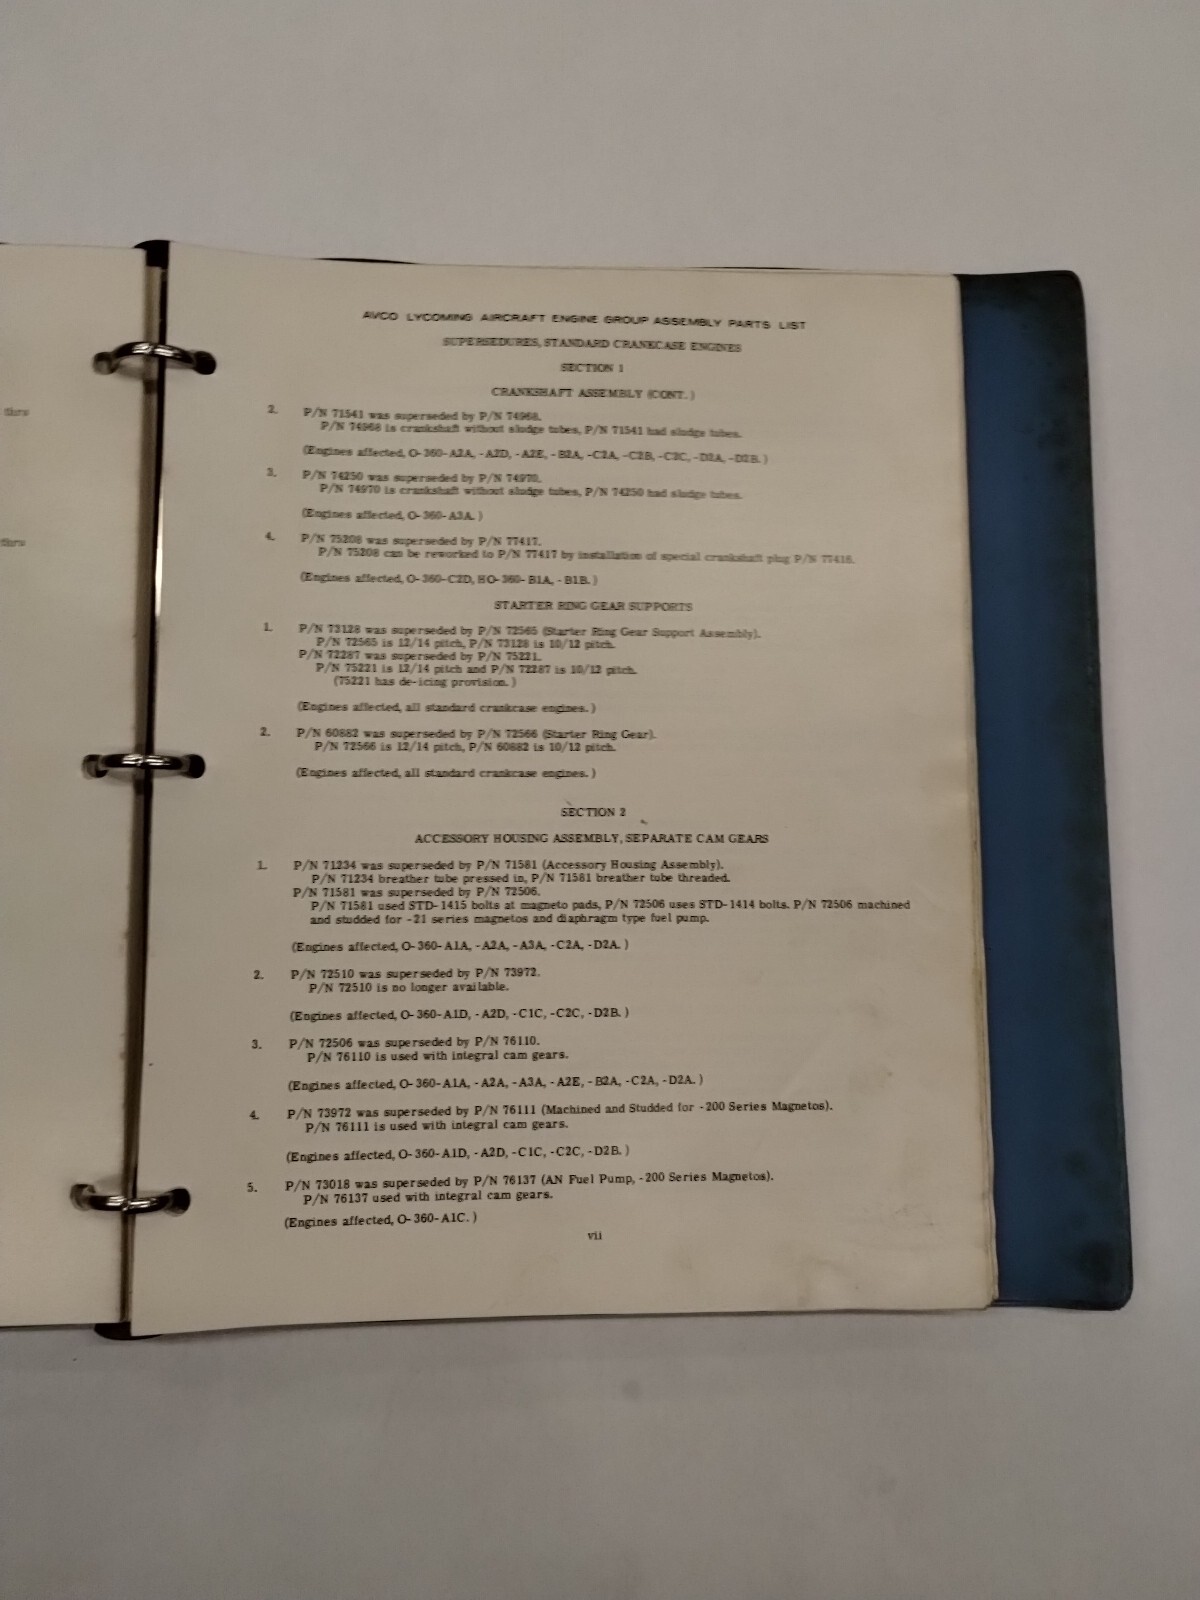 thru
thru
AVCO LYCOMING AIRCRAFT ENGINE GROUP ASSEMBLY PARTS LIST
SUPERSEDURES, STANDARD CRANKCASE ENGINES
SECTION 1
CRANKSHAFT ASSEMBLY (CONT. )
2. P/N 71541 was superseded by P/N 74968.
P/N 74968 is crankshaft without sludge tubes, P/N 71541 had sludge tubes.
(Engines affected, O-360-A2A, -A2D, -A2E, -B2A, -C2A, -C2B, -C2C, -D2A, -D2B. )
3. P/N 74250 was superseded by P/N 74970.
P/N 74970 is crankshaft without sludge tubes, P/N 74250 had sludge tubes.
(Engines affected, O-360-A3A. )
4. P/N 75208 was superseded by P/N 77417.
P/N 75208 can be reworked to P/N 77417 by installation of special crankshaft plug P/N 77418.
(Engines affected, O-360-C2D, HO-360-B1A, -B1B. )
STARTER RING GEAR SUPPORTS
1. P/N 73128 was superseded by P/N 72565 (Starter Ring Gear Support Assembly).
P/N 72565 is 12/14 pitch, P/N 73128 is 10/12 pitch.
P/N 72287 was superseded by P/N 75221.
P/N 75221 is 12/14 pitch and P/N 72287 is 10/12 pitch.
(75221 has de-icing provision. )
(Engines affected, all standard crankcase engines. )
2. P/N 60882 was superseded by P/N 72566 (Starter Ring Gear).
P/N 72566 is 12/14 pitch, P/N 60882 is 10/12 pitch.
(Engines affected, all standard crankcase engines. )
SECTION 2
ACCESSORY HOUSING ASSEMBLY, SEPARATE CAM GEARS
1. P/N 71234 was superseded by P/N 71581 (Accessory Housing Assembly).
P/N 71234 breather tube pressed in, P/N 71581 breather tube threaded.
P/N 71581 was superseded by P/N 72506.
P/N 71581 used STD-1415 bolts at magneto pads, P/N 72506 uses STD-1414 bolts. P/N 72506 machined
and studded for -21 series magnetos and diaphragm type fuel pump.
(Engines affected, O-360-A1A, -A2A, -A3A, -C2A, -D2A. )
2. P/N 72510 was superseded by P/N 73972.
P/N 72510 is no longer available.
(Engines affected, O-360-A1D, -A2D, -C1C, -C2C, -D2B. )
3. P/N 72506 was superseded by P/N 76110.
P/N 76110 is used with integral cam gears.
(Engines affected, O-360-A1A, -A2A, -A3A, -A2E, -B2A, -C2A, -D2A. )
4. P/N 73972 was superseded by P/N 76111 (Machined and Studded for -200 Series Magnetos).
P/N 76111 is used with integral cam gears.
(Engines affected, O-360-A1D, -A2D, -C1C, -C2C, -D2B. )
5. P/N 73018 was superseded by P/N 76137 (AN Fuel Pump, -200 Series Magnetos).
P/N 76137 used with integral cam gears.
(Engines affected, O-360-A1C. )
vii